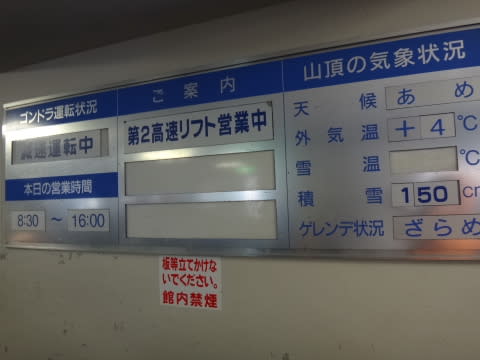 ゴンドラ運転状況
減速運転中
本日の営業時間
8:30 ～ 16:00
ご案内
第2高速リフト営業中
山頂の気象状況
天候 あめ
外気温 +4 ℃
雪温 ℃
積雪 150 cm
ゲレンデ状況 ざらめ
板等立てかけな
いでください。
館内禁煙